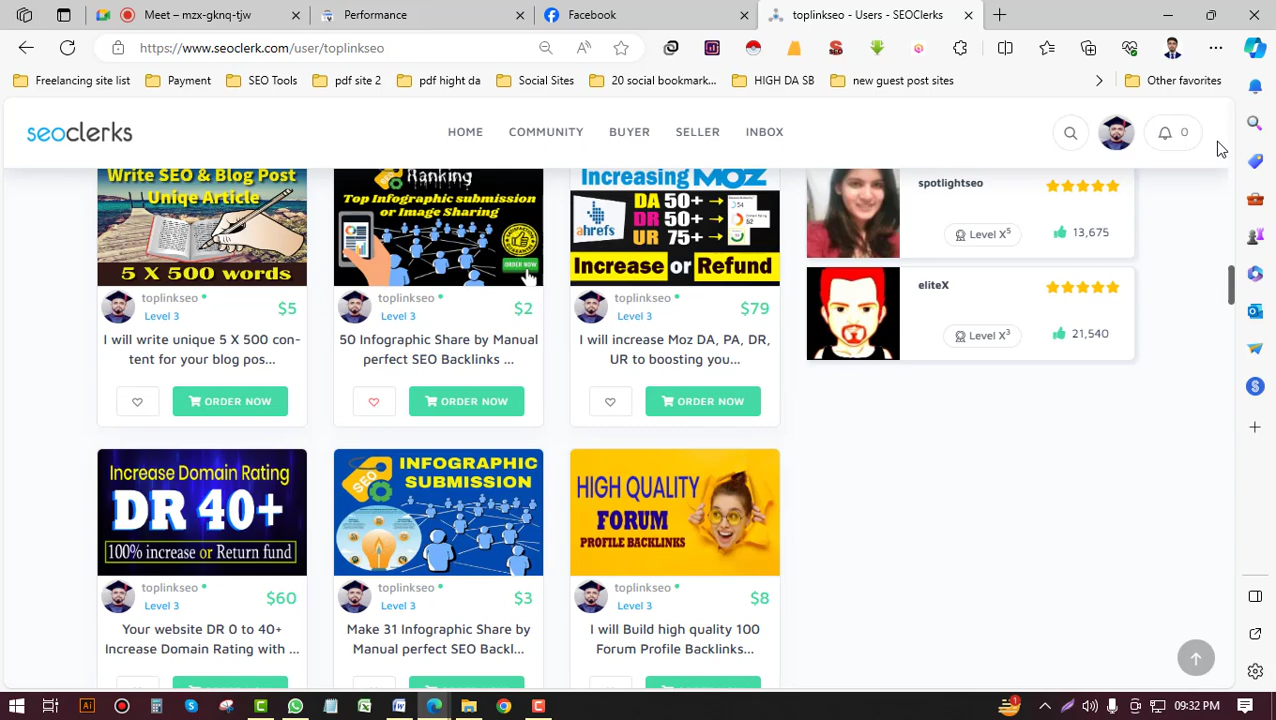 Meet – mzx-gknq-tjw
Performance
Facebook
toplinkseo - Users - SEOClerks
https://www.seoclerk.com/user/toplinkseo
Freelancing site list
Payment
SEO Tools
pdf site 2
pdf hight da
Social Sites
20 social bookmark...
HIGH DA SB
new guest post sites
Other favorites
seoclerks
HOME
COMMUNITY
BUYER
SELLER
INBOX
0
Write SEO & Blog Post
Uniqe Article
5 X 500 words
toplinkseo
Level 3
$5
I will write unique 5 X 500 con-
tent for your blog pos...
ORDER NOW
Ranking
Top Infographic submission
or Image Sharing
ORDER NOW
toplinkseo
Level 3
$2
50 Infographic Share by Manual
perfect SEO Backlinks ...
ORDER NOW
Increasing MOZ
ahrefs
DA 50+
DR 50+
UR 75+
Increase or Refund
toplinkseo
Level 3
$79
I will increase Moz DA, PA, DR,
UR to boosting you...
ORDER NOW
spotlightseo
Level X5
13,675
eliteX
Level X3
21,540
Increase Domain Rating
DR 40+
100% increase or Return fund
toplinkseo
Level 3
$60
Your website DR 0 to 40+
Increase Domain Rating with ...
SEO
INFOGRAPHIC
SUBMISSION
toplinkseo
Level 3
$3
Make 31 Infographic Share by
Manual perfect SEO Backl...
HIGH QUALITY
FORUM
PROFILE BACKLINKS
toplinkseo
Level 3
$8
I will Build high quality 100
Forum Profile Backlinks...
1
09:32 PM